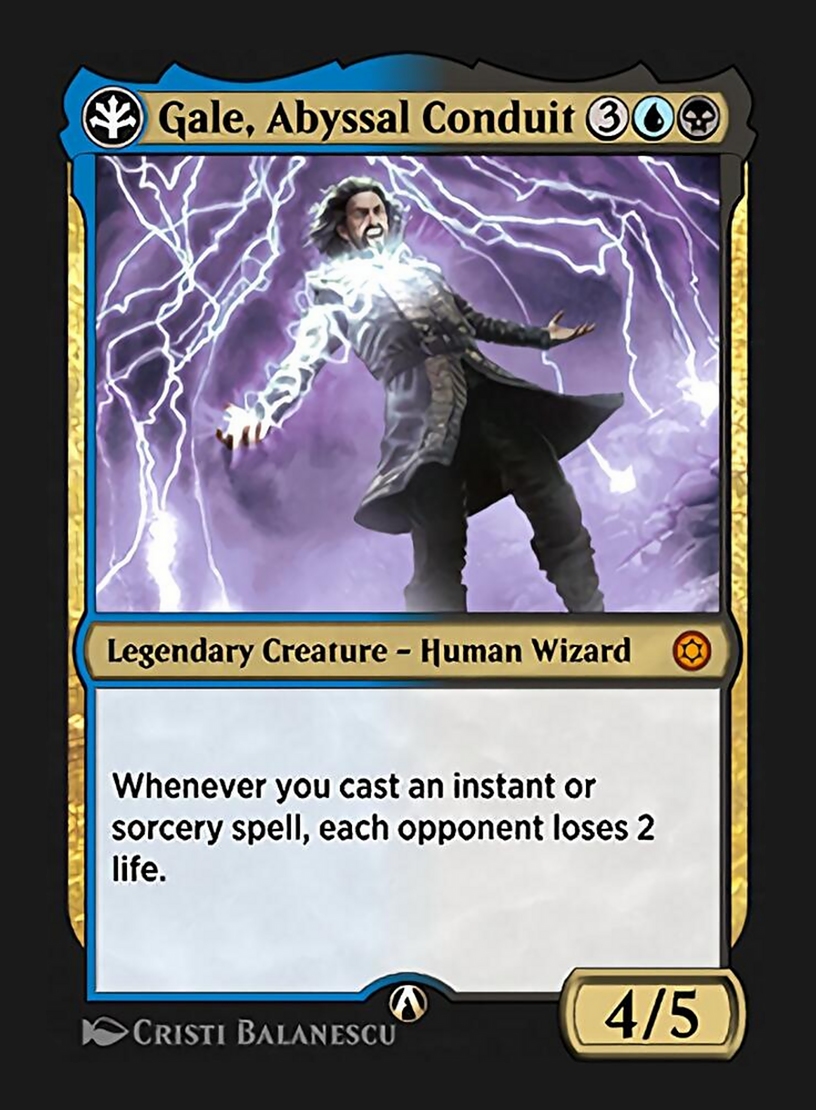 Gale, Abyssal Conduit 3
Legendary Creature – Human Wizard
Whenever you cast an instant or
sorcery spell, each opponent loses 2
life.
4/5
Cristi Balanescu